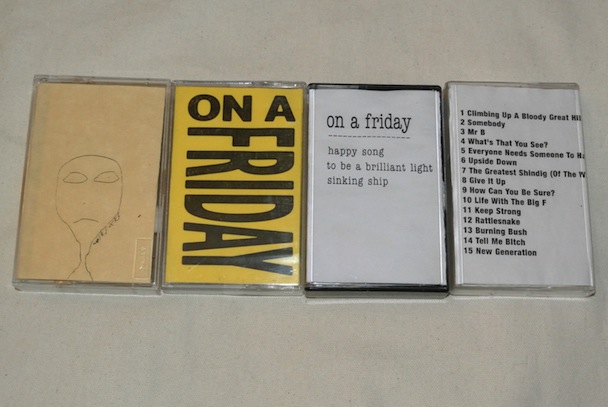 ON A
FRIDAY
on a friday
happy song
to be a brilliant light
sinking ship
1 Climbing Up A Bloody Great Hil
2 Somebody
3 Mr B
4 What's That You See?
5 Everyone Needs Someone To H
6 Upside Down
7 The Greatest Shindig (Of The
8 Give It Up
9 How Can You Be Sure?
10 Life With The Big F
11 Keep Strong
12 Rattlesnake
13 Burning Bush
14 Tell Me Bitch
15 New Generation